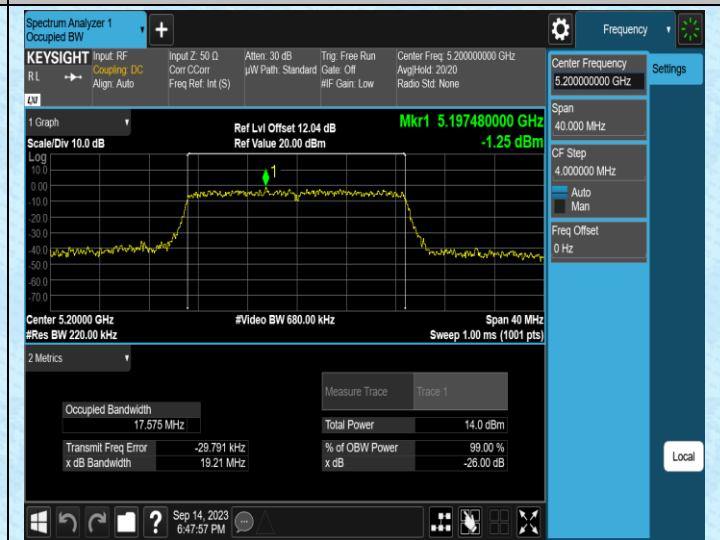 Spectrum Analyzer 1
Occupied BW
+
Frequency
KEYSIGHT Input: RF
Coupling: DC
Align: Auto
R L
LXI
Input Z: 50 Ω
Corr CCorr
Freq Ref: Int (S)
Atten: 30 dB
µW Path: Standard
Trig: Free Run
Gate: Off
#IF Gain: Low
Center Freq: 5.200000000 GHz
Avg|Hold: 20/20
Radio Std: None
Center Frequency
5.200000000 GHz
Settings
Span
40.000 MHz
CF Step
4.000000 MHz
Auto
Man
Freq Offset
0 Hz
Local
1 Graph
Scale/Div 10.0 dB
Ref Lvl Offset 12.04 dB
Ref Value 20.00 dBm
Mkr1 5.197480000 GHz
-1.25 dBm
Log
10.0
0.00
-10.0
-20.0
-30.0
-40.0
-50.0
-60.0
-70.0
1
Center 5.20000 GHz
#Res BW 220.00 kHz
#Video BW 680.00 kHz
Span 40 MHz
Sweep 1.00 ms (1001 pts)
2 Metrics
Measure Trace Trace 1
Occupied Bandwidth
17.575 MHz
Total Power 14.0 dBm
Transmit Freq Error -29.791 kHz
% of OBW Power 99.00 %
x dB Bandwidth 19.21 MHz
x dB -26.00 dB
?
Sep 14, 2023
6:47:57 PM